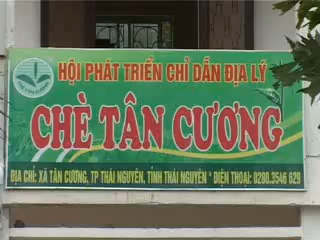 HỘI PHÁT TRIỂN CHỈ DẪN ĐỊA LÝ
CHÈ TÂN CƯƠNG
ĐỊA CHỈ: XÃ TÂN CƯƠNG, TP THÁI NGUYÊN, TỈNH THÁI NGUYÊN * ĐIỆN THOẠI: 0280.3546 629